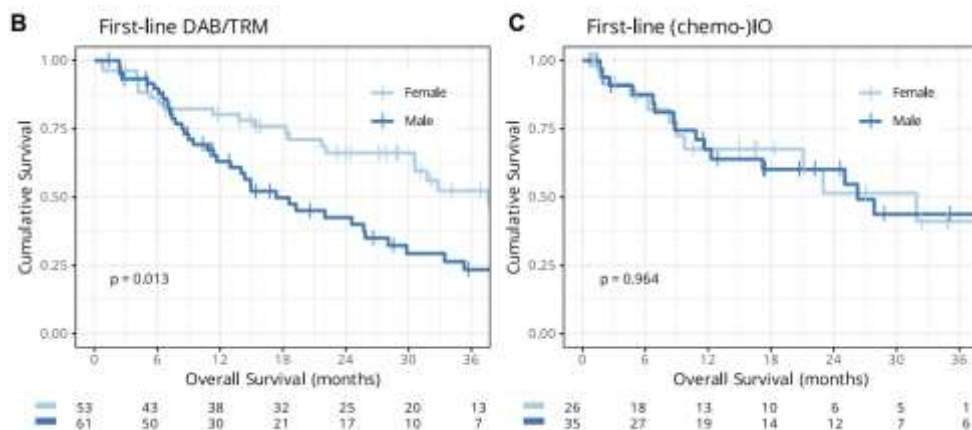 B First-line DAB/TRM
Cumulative Survival
1.00
0.75
0.50
0.25
0.00
Female
Male
p = 0.013
0 6 12 18 24 30 36
Overall Survival (months)
53 43 38 32 25 20 13
61 50 30 21 17 10 7
C First-line (chemo-)IO
Cumulative Survival
1.00
0.75
0.50
0.25
0.00
Female
Male
p = 0.964
0 6 12 18 24 30 36
Overall Survival (months)
26 18 13 10 6 5 1
35 27 19 14 12 7 6